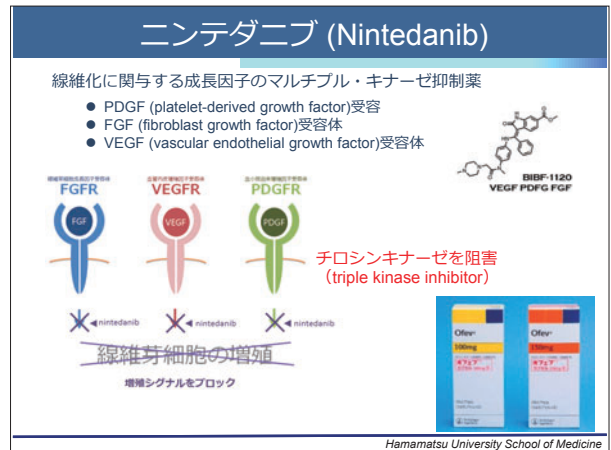 ニンテダニブ (Nintedanib)
線維化に関与する成長因子のマルチプル・キナーゼ抑制薬
● PDGF (platelet-derived growth factor)受容
● FGF (fibroblast growth factor)受容体
● VEGF (vascular endothelial growth factor)受容体
BIBF-1120
VEGF PDFG FGF
FGFR VEGFR PDGFR
FGF VEGF PDGF
チロシンキナーゼを阻害
（triple kinase inhibitor）
nintedanib nintedanib nintedanib
線維芽細胞の増殖
増殖シグナルをブロック
Ofev® Ofev®
100mg 150mg
Hamamatsu University School of Medicine